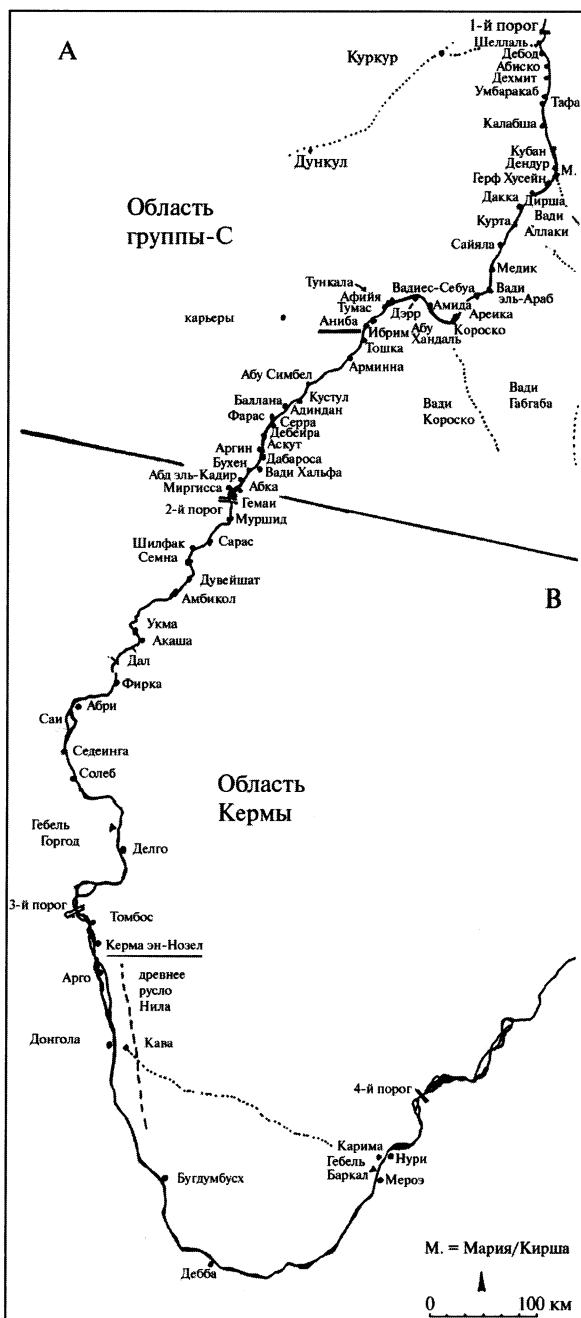 А
1-й порог
Шеллаль
Куркур
Дебод
Абиско
Дехмит
Умбаракаб
Тафа
Калабша
Дункул
Кубан
Дендур
М.
Герф Хусейн
Дакка
Дирша
Область
группы-С
Вади
Аллаки
Курта
Сайяла
Медик
Тункала
Вадиес-Себуа
Вади
эль-Араб
Афийя
Тумас
Дэрр
Амида
Ареика
карьеры
Аниба
Ибрим
Абу
Хандаль
Короско
Тошка
Арминна
Абу Симбел
Вади
Короско
Вади
Габгаба
Баллана
Кустул
Адиндан
Фарас
Серра
Дебейра
Аргин
Аскут
Бухен
Дабароса
Абд эль-Кадир
Вади Хальфа
Миргисса
Абка
2-й порог
Гемаи
Муршид
Шилфак
Сарас
Семна
Дувейшат
В
Амбикол
Укма
Акаша
Дал
Фирка
Абри
Саи
Седеинга
Солеб
Область
Кермы
Гебель
Горгод
Делго
3-й порог
Томбос
Керма эн-Нозел
Арго
древнее
русло
Нила
Донгола
Кава
4-й порог
Карима
Гебель
Баркал
Нури
Мероэ
Бугдумбусх
Дебба
М. = Мария/Кирша
0 100 км